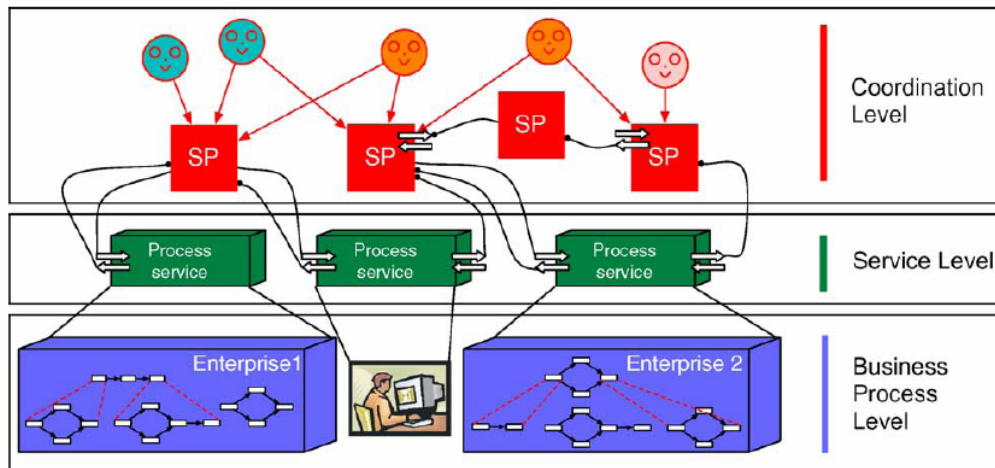 Coordination
Level
SP
SP
SP
SP
Process
service
Process
service
Process
service
Service Level
Enterprise1
Enterprise 2
Business
Process
Level